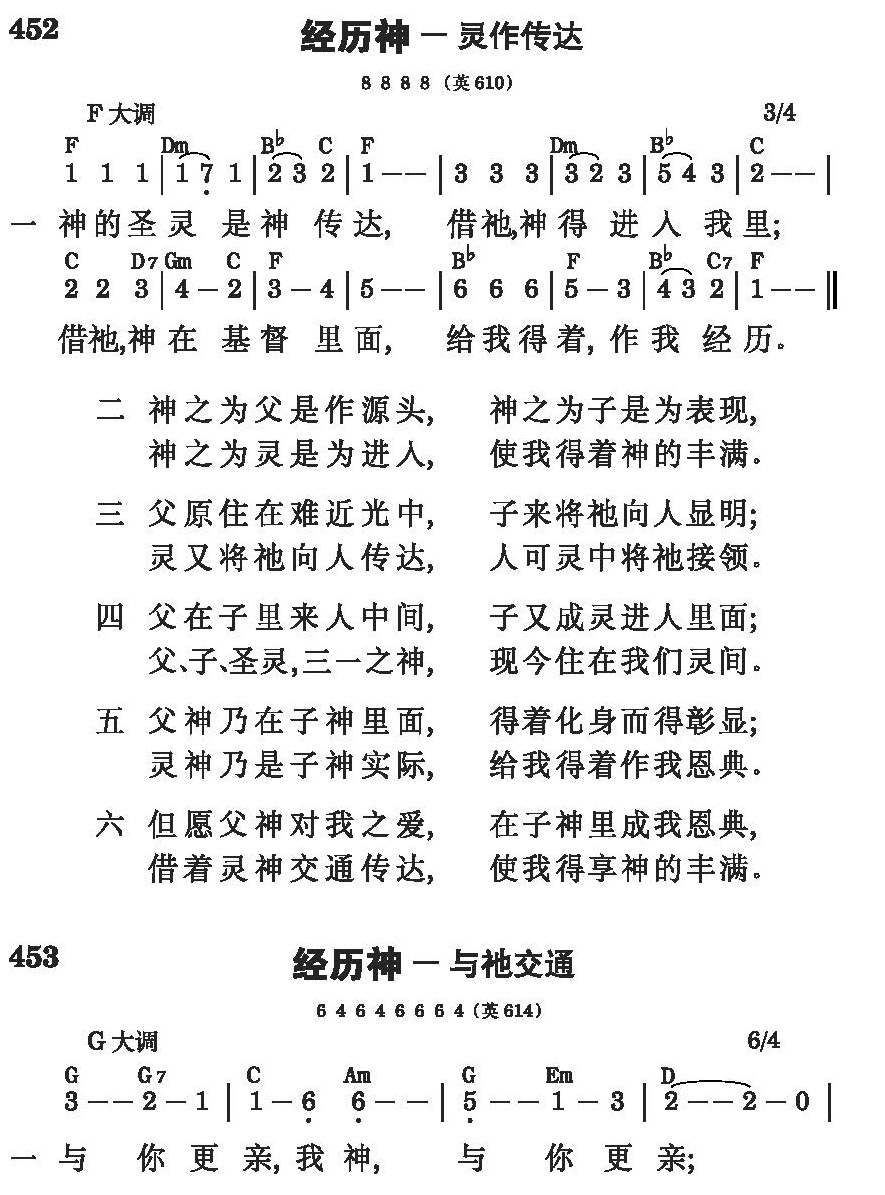 452
经历神－灵作传达
8 8 8 8（英610）
F大调 3/4
F Dm B♭ C F Dm B♭ C
1 1 1 | 1 7̣ 1 | 2 3 2 | 1 – – | 3 3 3 | 3 2 3 | 5 4 3 | 2 – – |
一 神的圣灵 是神 传达, 借祂,神得 进入 我里;
C D7 Gm C F B♭ F B♭ C7 F
2 2 3 | 4 – 2 | 3 – 4 | 5 – – | 6 6 6 | 5 – 3 | 4 3 2 | 1 – – ‖
借祂,神在 基督 里面, 给我得着, 作我 经历。
二 神之为父是作源头, 神之为子是为表现,
神之为灵是为进入, 使我得着神的丰满。
三 父原住在难近光中, 子来将祂向人显明;
灵又将祂向人传达, 人可灵中将祂接领。
四 父在子里来人中间, 子又成灵进人里面;
父、子、圣灵,三一之神, 现今住在我们灵间。
五 父神乃在子神里面, 得着化身而得彰显;
灵神乃是子神实际, 给我得着作我恩典。
六 但愿父神对我之爱, 在子神里成我恩典,
借着灵神交通传达, 使我得享神的丰满。
453
经历神－与祂交通
6 4 6 4 6 6 6 4（英614）
G大调 6/4
G G7 C Am G Em D
3 – – 2 – 1 | 1 – 6̣ 6̣ – – | 5̣ – – 1 – 3 | 2 – – 2 – 0 |
一 与 你 更 亲, 我 神, 与 你 更 亲;